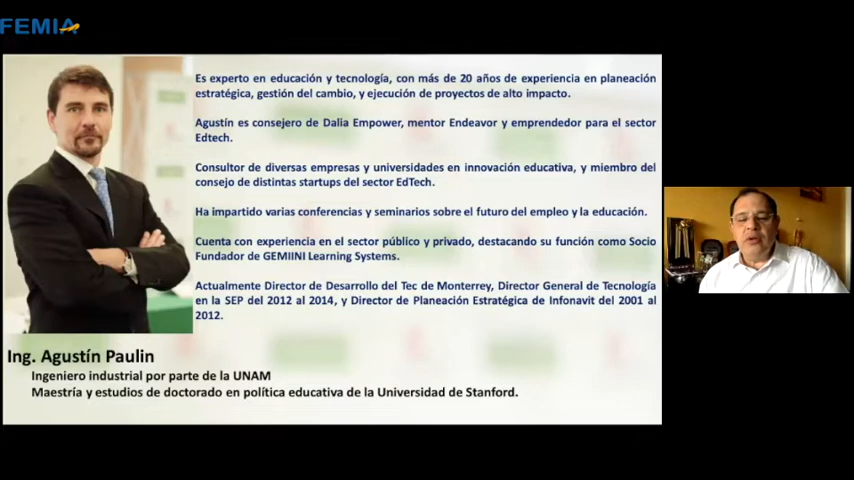 FEMIA
Es experto en educación y tecnología, con más de 20 años de experiencia en planeación
estratégica, gestión del cambio, y ejecución de proyectos de alto impacto.
Agustín es consejero de Dalia Empower, mentor Endeavor y emprendedor para el sector
Edtech.
Consultor de diversas empresas y universidades en innovación educativa, y miembro del
consejo de distintas startups del sector EdTech.
Ha impartido varias conferencias y seminarios sobre el futuro del empleo y la educación.
Cuenta con experiencia en el sector público y privado, destacando su función como Socio
Fundador de GEMIINI Learning Systems.
Actualmente Director de Desarrollo del Tec de Monterrey, Director General de Tecnología
en la SEP del 2012 al 2014, y Director de Planeación Estratégica de Infonavit del 2001 al
2012.
Ing. Agustín Paulin
Ingeniero industrial por parte de la UNAM
Maestría y estudios de doctorado en política educativa de la Universidad de Stanford.